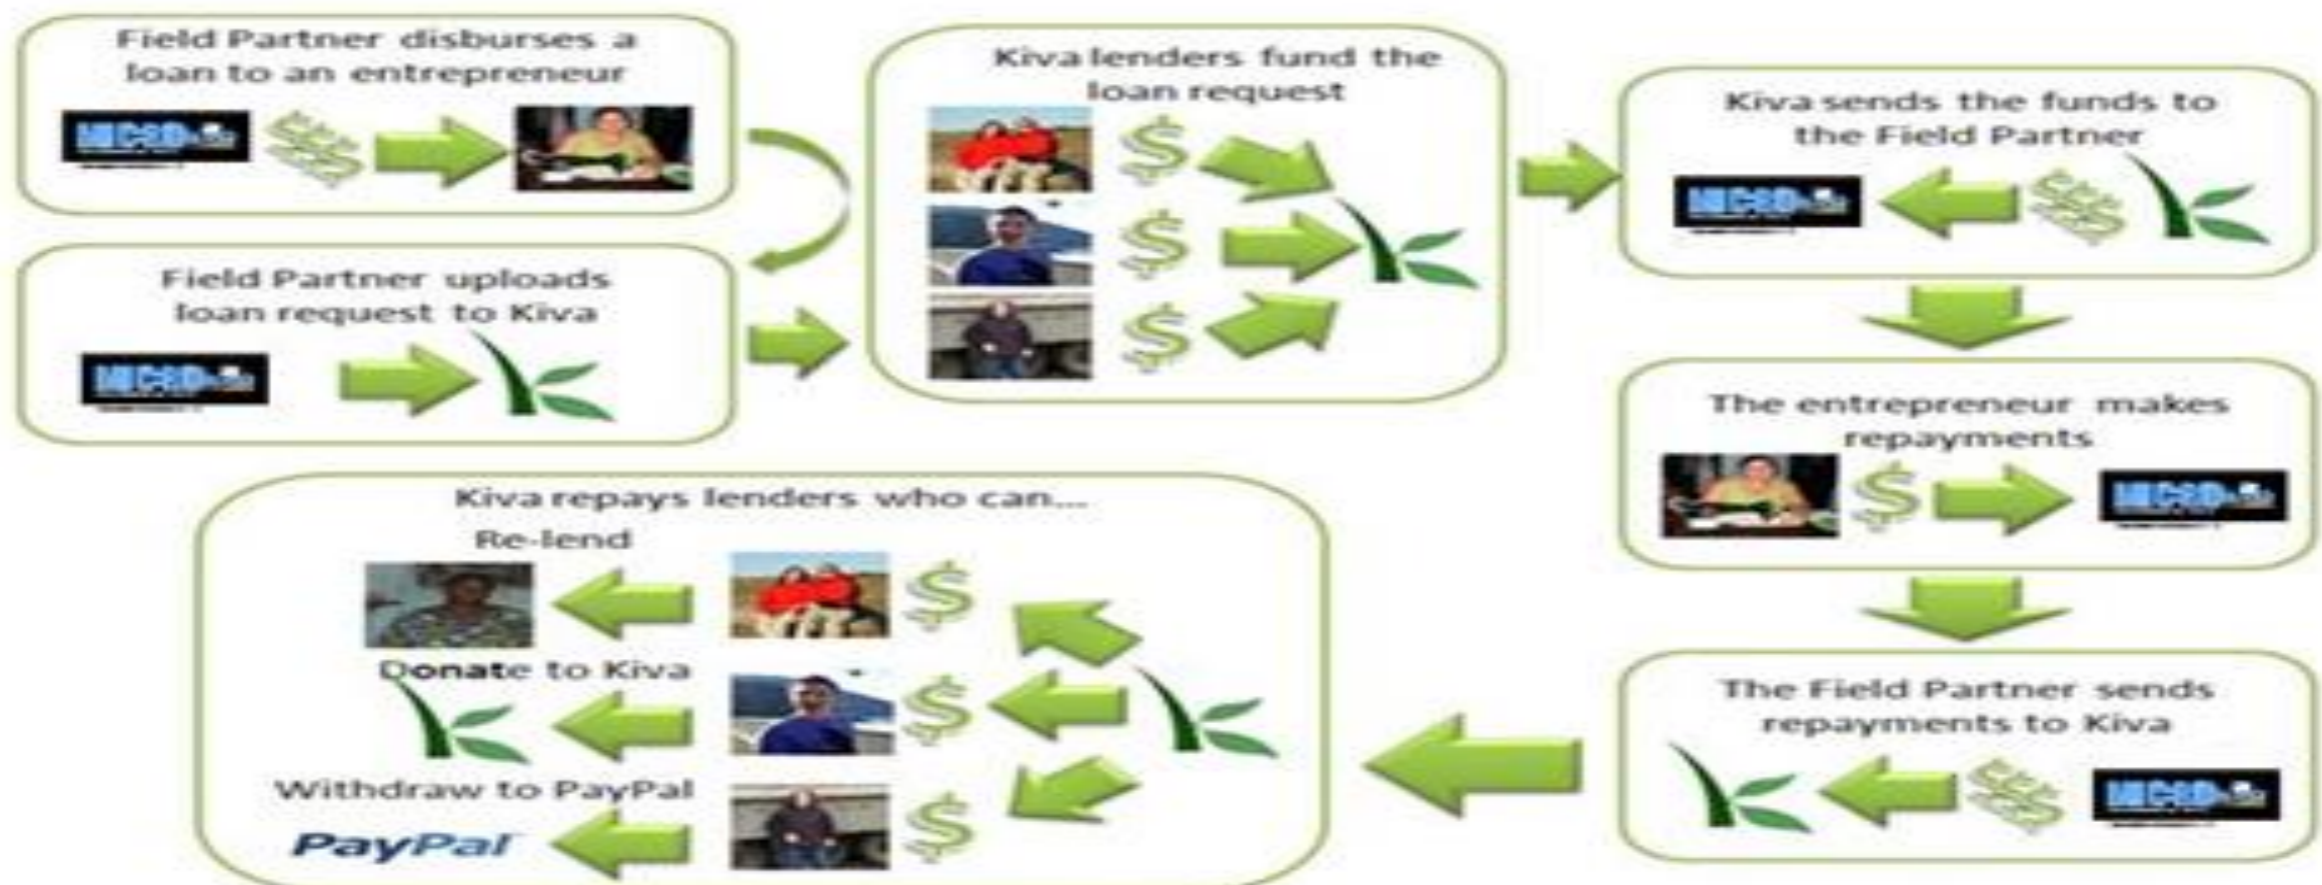 Field Partner disburses a
loan to an entrepreneur
Field Partner uploads
loan request to Kiva
Kiva lenders fund the
loan request
Kiva sends the funds to
the Field Partner
The entrepreneur makes
repayments
The Field Partner sends
repayments to Kiva
Kiva repays lenders who can...
Re-lend
Donate to Kiva
Withdraw to PayPal
PayPal